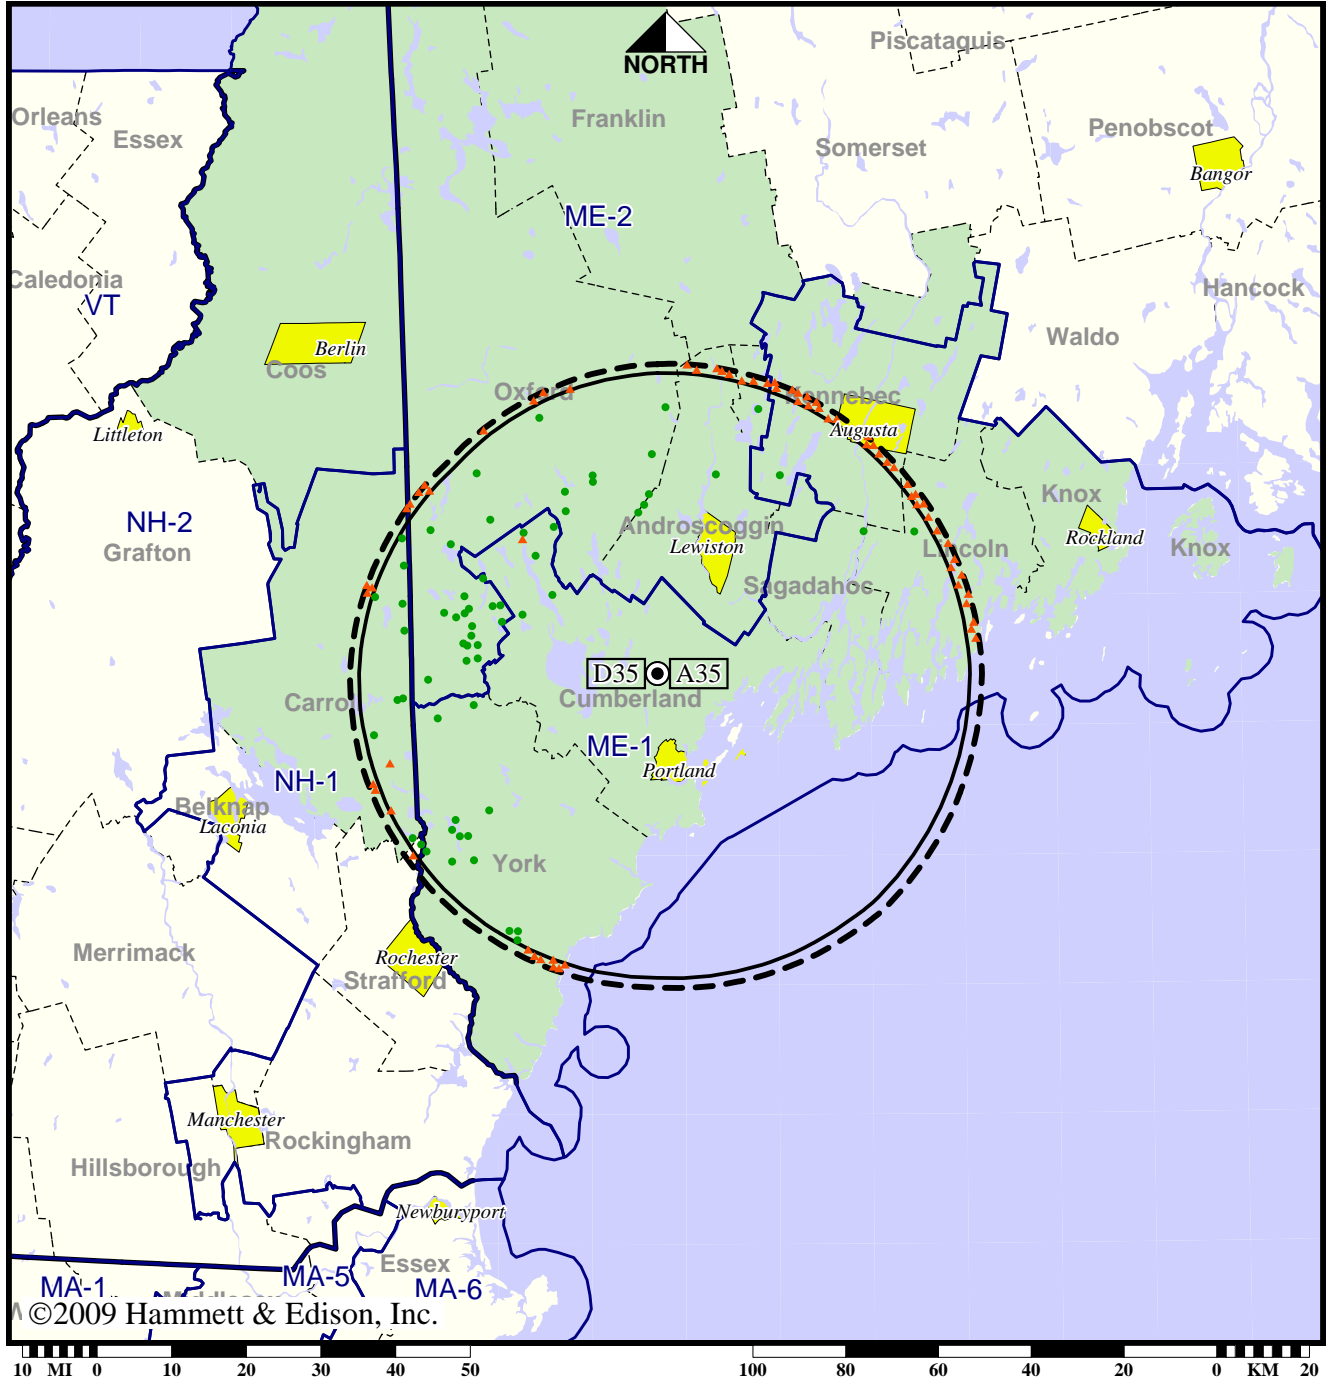 Piscataquis
NORTH
Orleans
Essex
Franklin
Somerset
Penobscot
Bangor
ME-2
Caledonia
VT
Hancock
Waldo
Berlin
Coos
Oxford
Kennebec
Augusta
Littleton
NH-2
Grafton
Androscoggin
Lewiston
Knox
Rockland
Knox
Lincoln
Sagadahoc
D35
A35
Carroll
Cumberland
ME-1
Portland
NH-1
Belknap
Laconia
York
Merrimack
Rochester
Strafford
Manchester
Rockingham
Hillsborough
Newburyport
Essex
MA-1
MA-5
MA-6
©2009 Hammett & Edison, Inc.
10 MI 0 10 20 30 40 50 100 80 60 40 20 0 KM 20